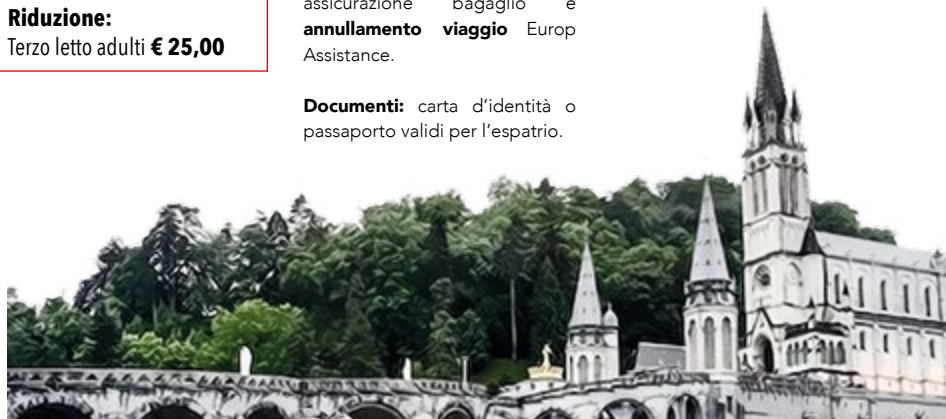 Riduzione:
Terzo letto adulti € 25,00
assicurazione bagaglio e
annullamento viaggio Europ
Assistance.
Documenti: carta d'identità o
passaporto validi per l'espatrio.